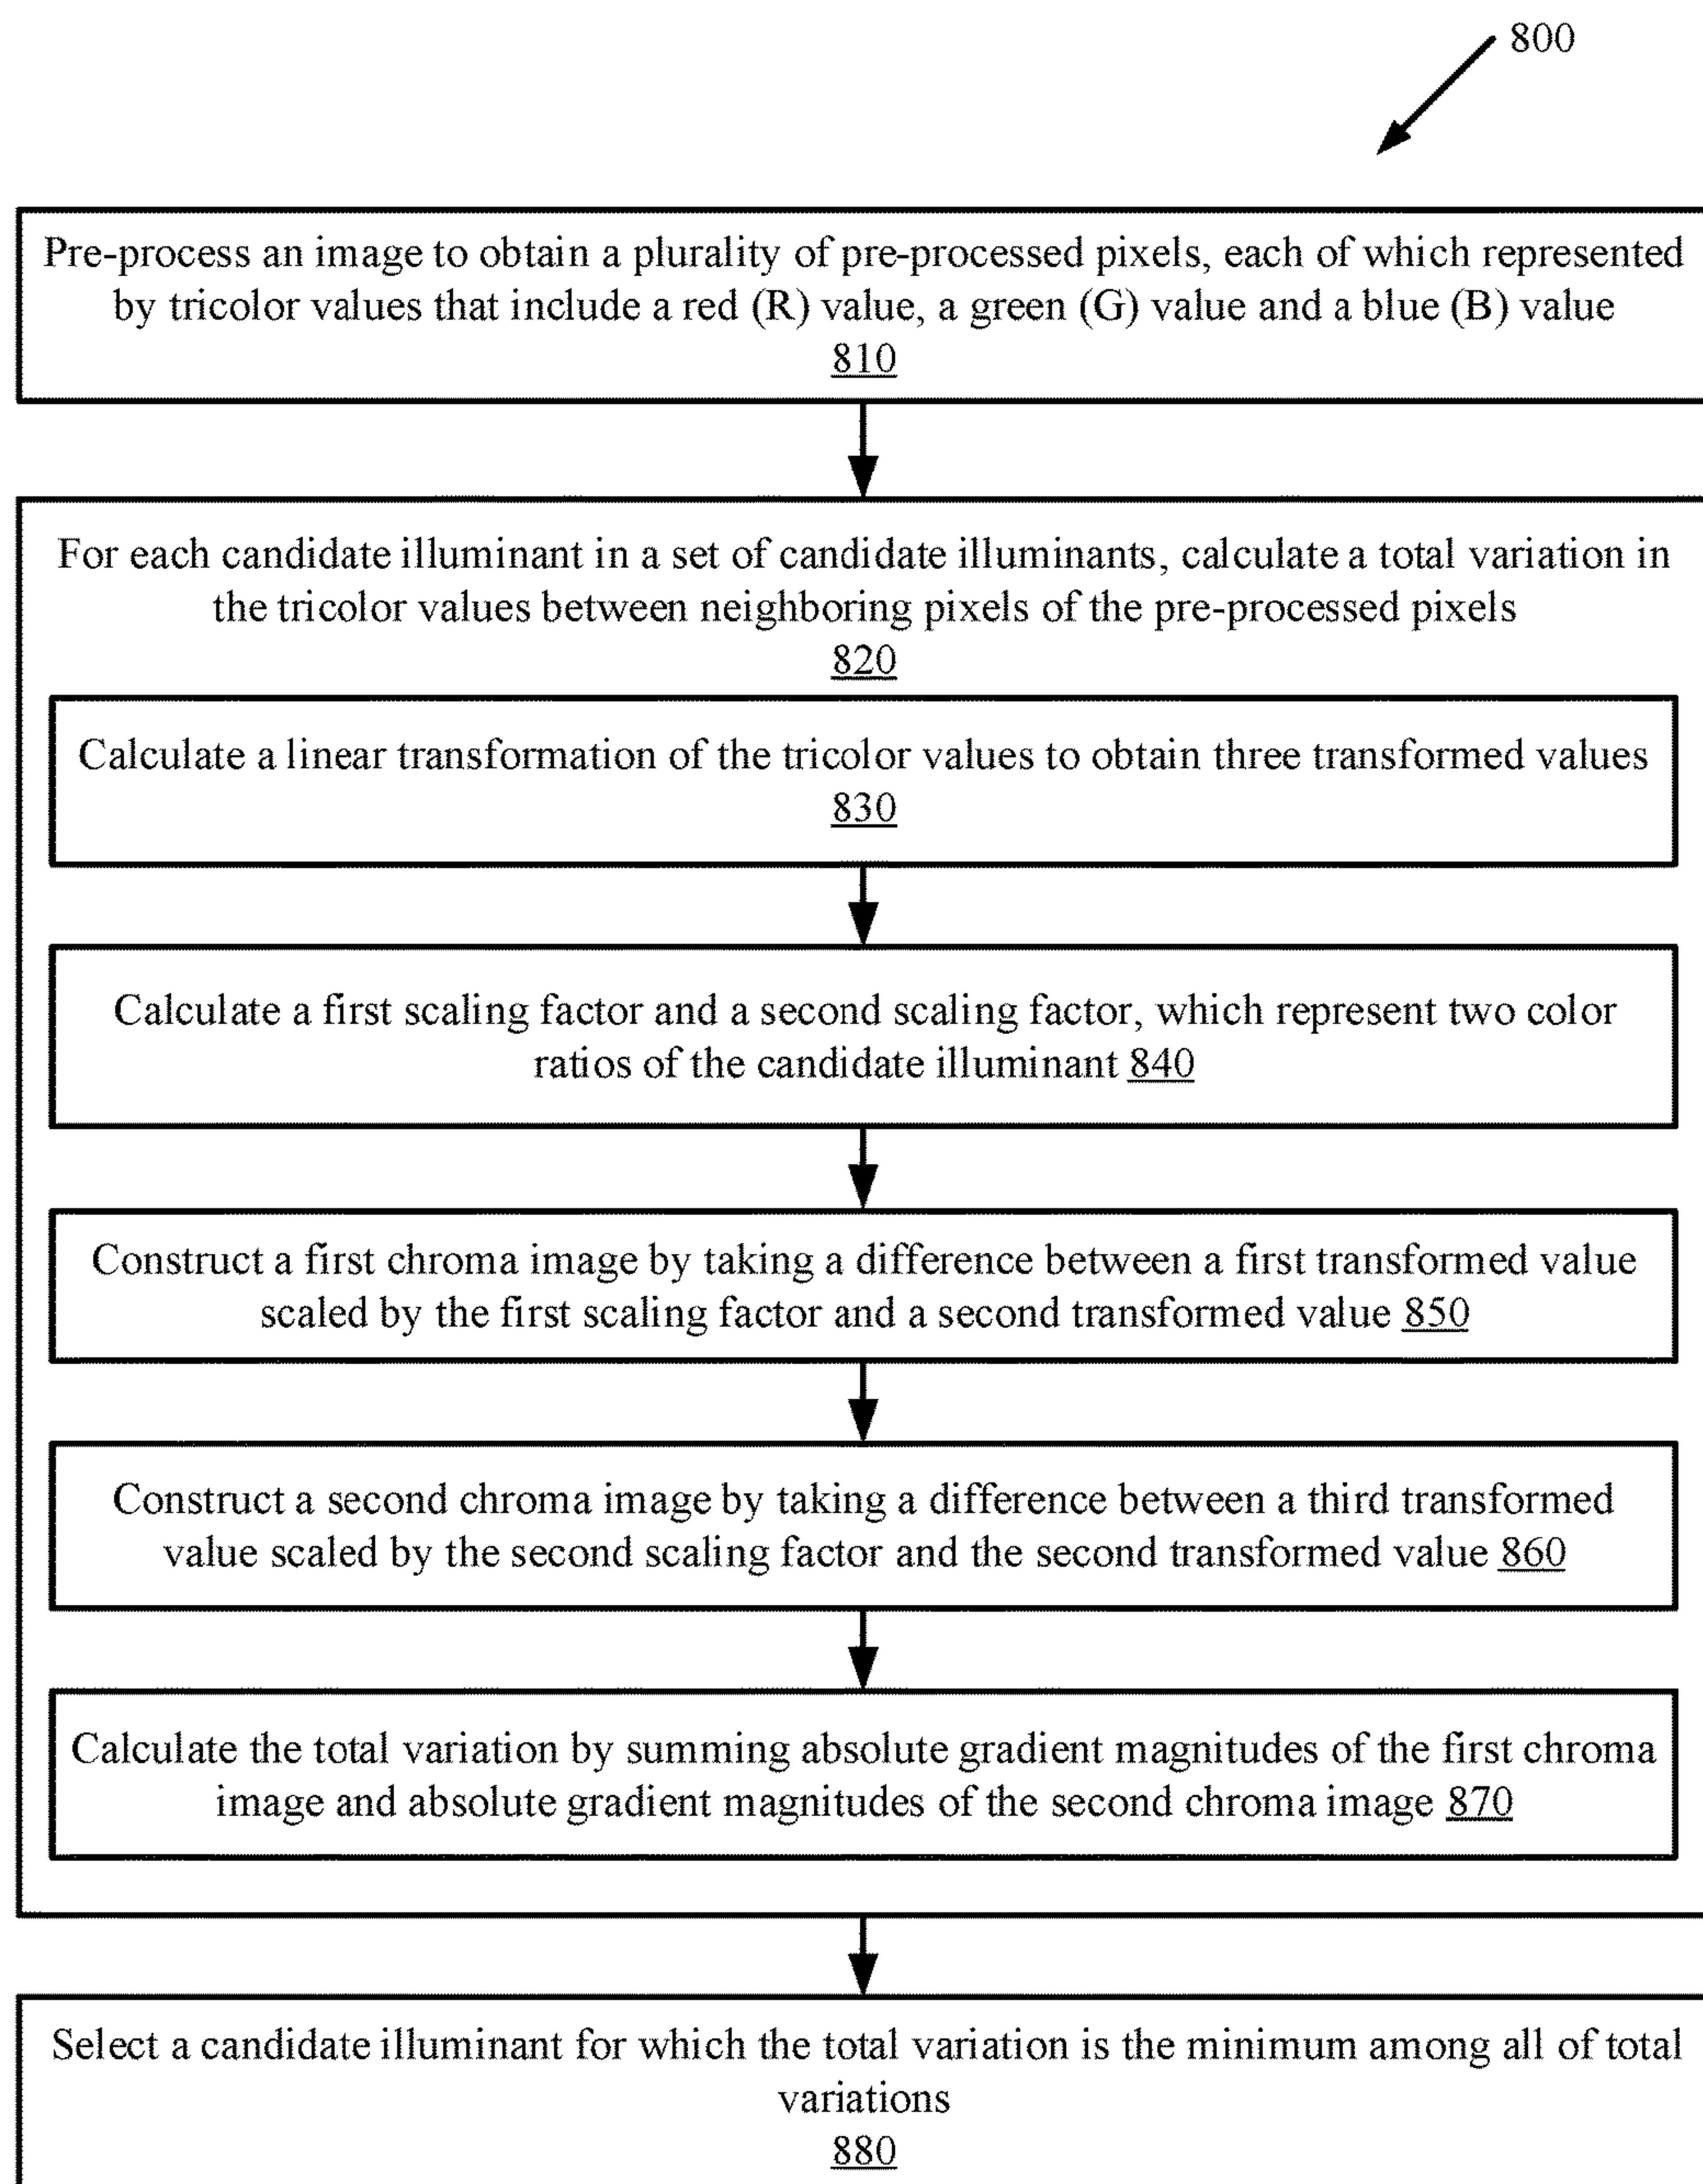 800
Pre-process an image to obtain a plurality of pre-processed pixels, each of which represented
by tricolor values that include a red (R) value, a green (G) value and a blue (B) value
810
For each candidate illuminant in a set of candidate illuminants, calculate a total variation in
the tricolor values between neighboring pixels of the pre-processed pixels
820
Calculate a linear transformation of the tricolor values to obtain three transformed values
830
Calculate a first scaling factor and a second scaling factor, which represent two color
ratios of the candidate illuminant 840
Construct a first chroma image by taking a difference between a first transformed value
scaled by the first scaling factor and a second transformed value 850
Construct a second chroma image by taking a difference between a third transformed
value scaled by the second scaling factor and the second transformed value 860
Calculate the total variation by summing absolute gradient magnitudes of the first chroma
image and absolute gradient magnitudes of the second chroma image 870
Select a candidate illuminant for which the total variation is the minimum among all of total
variations
880